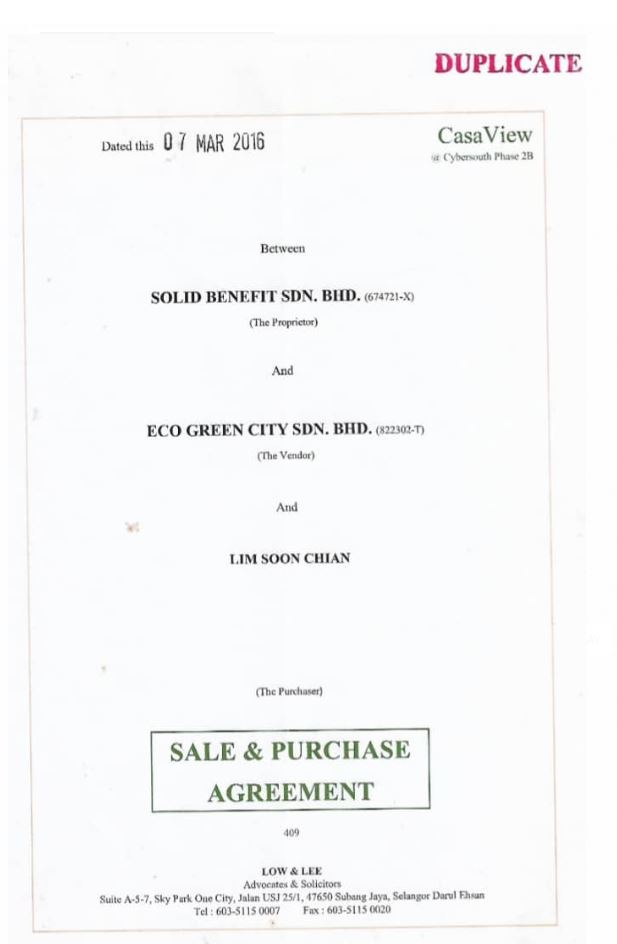 DUPLICATE
Dated this 07 MAR 2016
CasaView
@ Cybersouth Phase 2B
Between
SOLID BENEFIT SDN. BHD. (674721-X)
(The Proprietor)
And
ECO GREEN CITY SDN. BHD. (822302-T)
(The Vendor)
And
LIM SOON CHIAN
(The Purchaser)
SALE & PURCHASE
AGREEMENT
409
LOW & LEE
Advocates & Solicitors
Suite A-5-7, Sky Park One City, Jalan USJ 25/1, 47650 Subang Jaya, Selangor Darul Ehsan
Tel : 603-5115 0007 Fax : 603-5115 0020